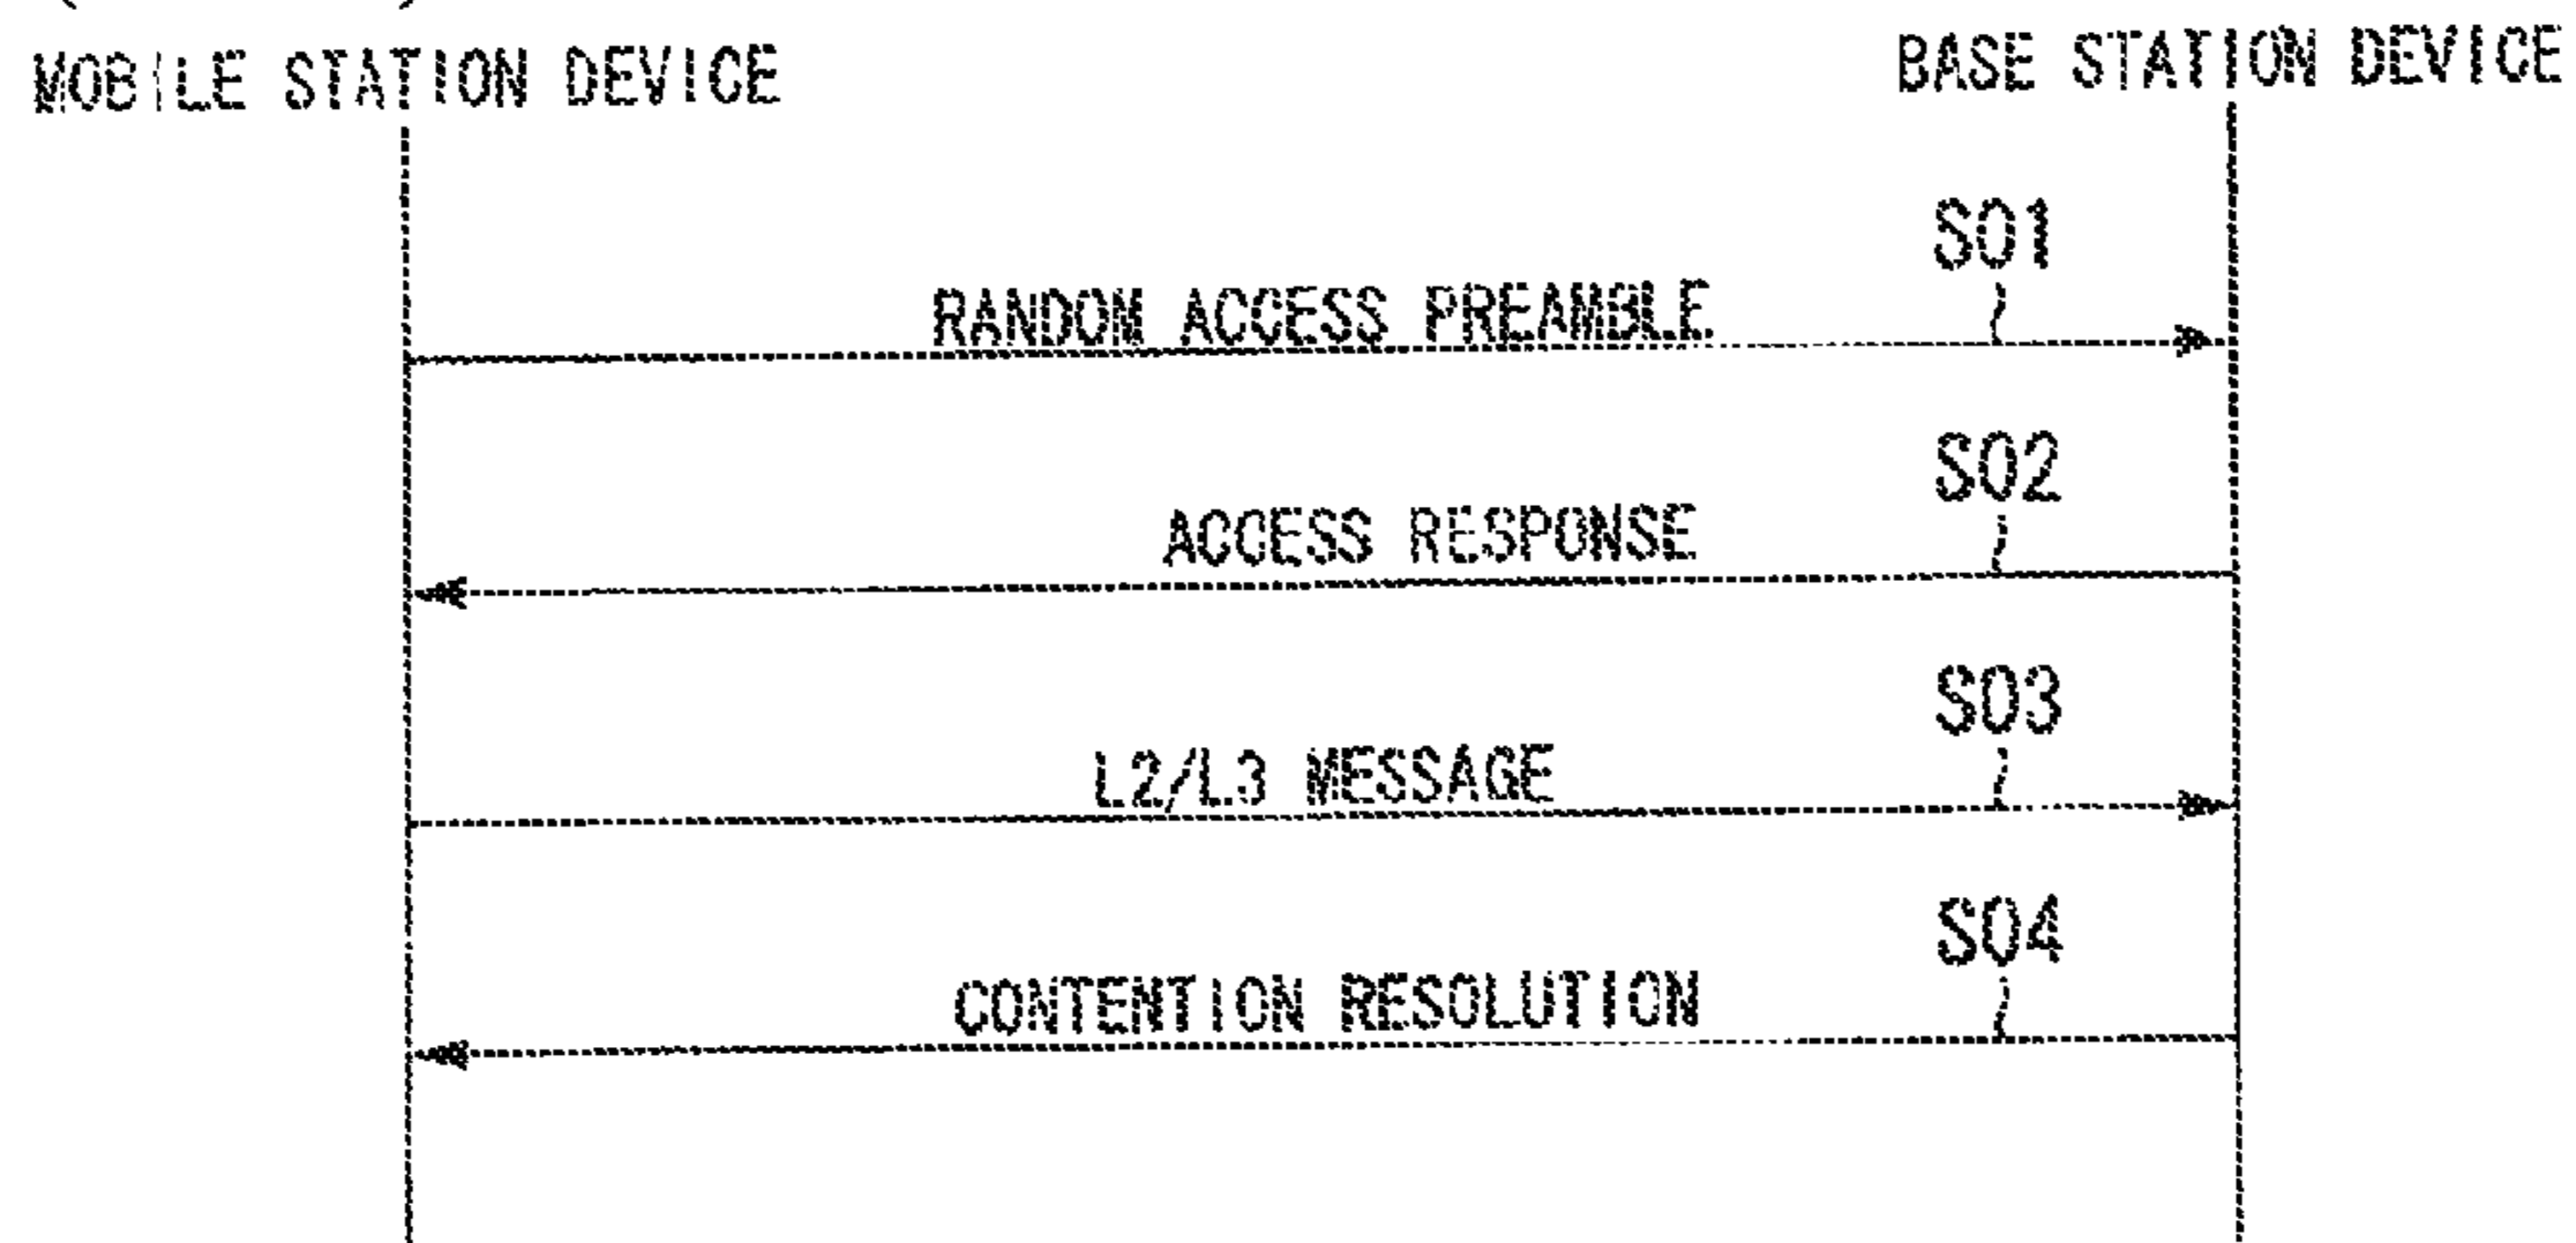 MOBILE STATION DEVICE
BASE STATION DEVICE
S01
RANDOM ACCESS PREAMBLE
S02
ACCESS RESPONSE
S03
L2/L3 MESSAGE
S04
CONTENTION RESOLUTION